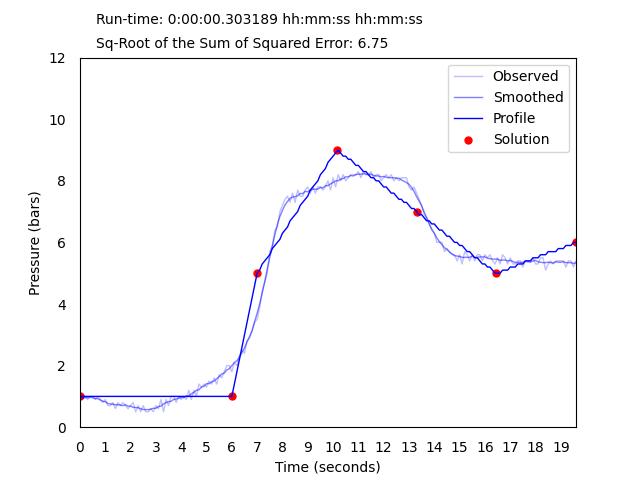 Run-time: 0:00:00.303189 hh:mm:ss hh:mm:ss
Sq-Root of the Sum of Squared Error: 6.75
Observed
Smoothed
Profile
Solution
12
10
8
6
4
2
0
Pressure (bars)
0 1 2 3 4 5 6 7 8 9 10 11 12 13 14 15 16 17 18 19
Time (seconds)